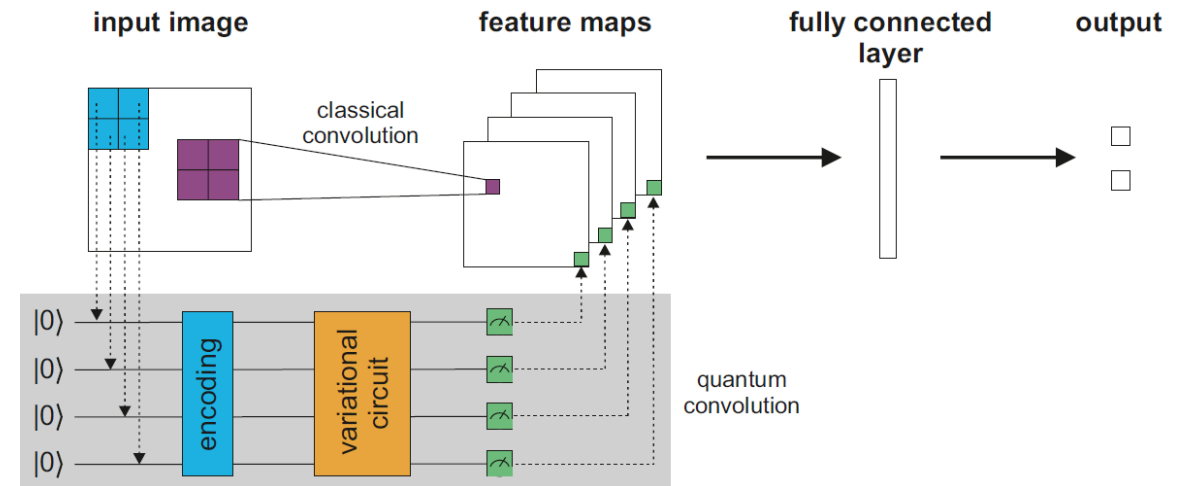 input image
feature maps
fully connected
layer
output
classical
convolution
|0⟩
|0⟩
|0⟩
|0⟩
encoding
variational
circuit
quantum
convolution